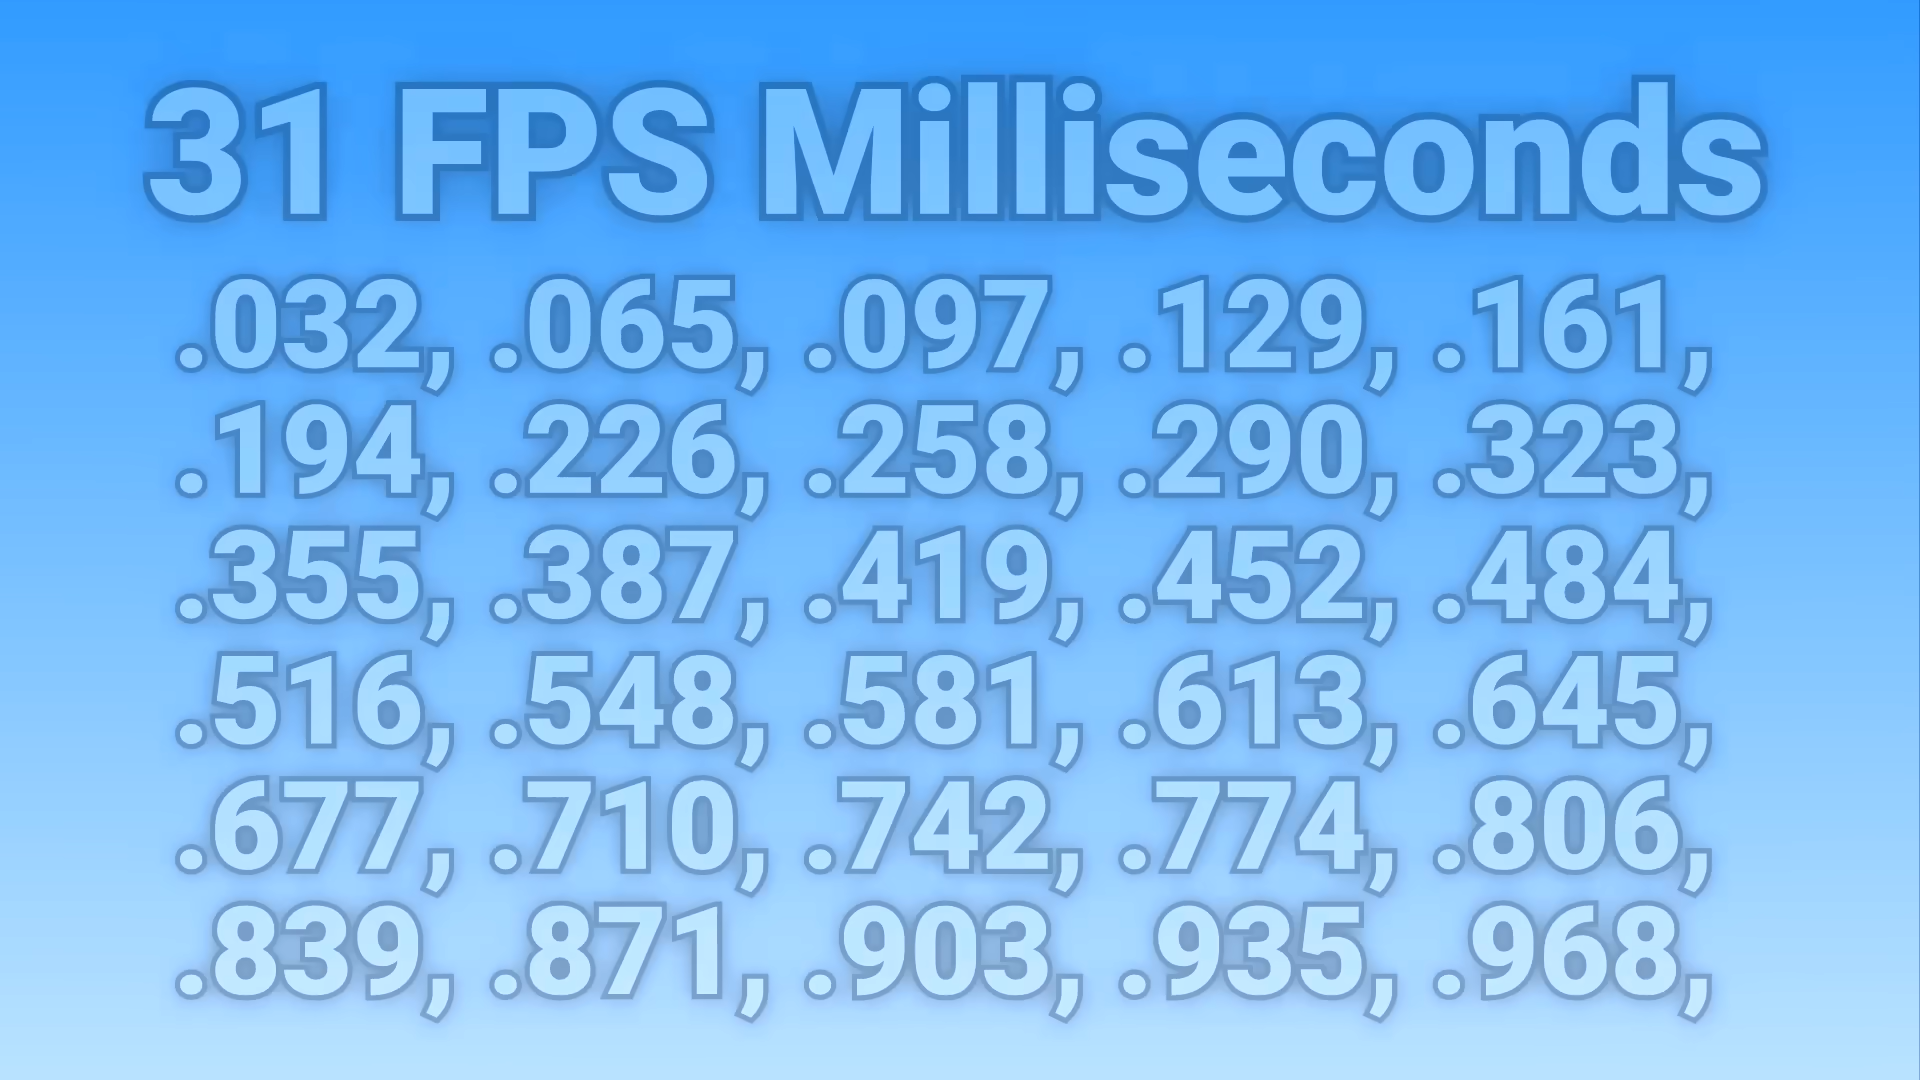 31 FPS Milliseconds
.032, .065, .097, .129, .161,
.194, .226, .258, .290, .323,
.355, .387, .419, .452, .484,
.516, .548, .581, .613, .645,
.677, .710, .742, .774, .806,
.839, .871, .903, .935, .968,